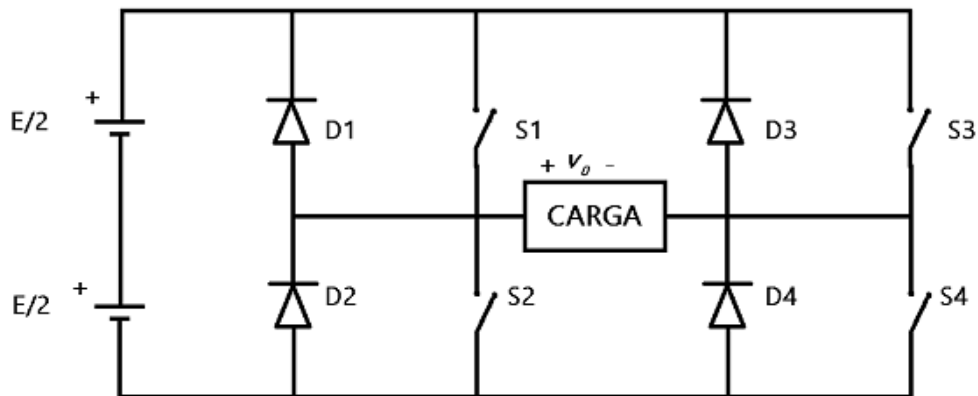 +
E/2
D1
S1
D3
S3
+ v₀ -
CARGA
+
E/2
D2
S2
D4
S4